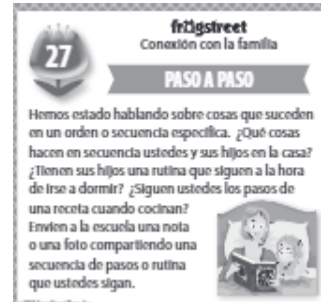 27
frogstreet
Conexión con la familia
PASO A PASO
Hemos estado hablando sobre cosas que suceden
en un orden o secuencia específica. ¿Qué cosas
hacen en secuencia ustedes y sus hijos en la casa?
¿Tienen sus hijos una rutina que siguen a la hora
de irse a dormir? ¿Siguen ustedes los pasos de
una receta cuando cocinan?
Envíen a la escuela una nota
o una foto compartiendo una
secuencia de pasos o rutina
que ustedes sigan.